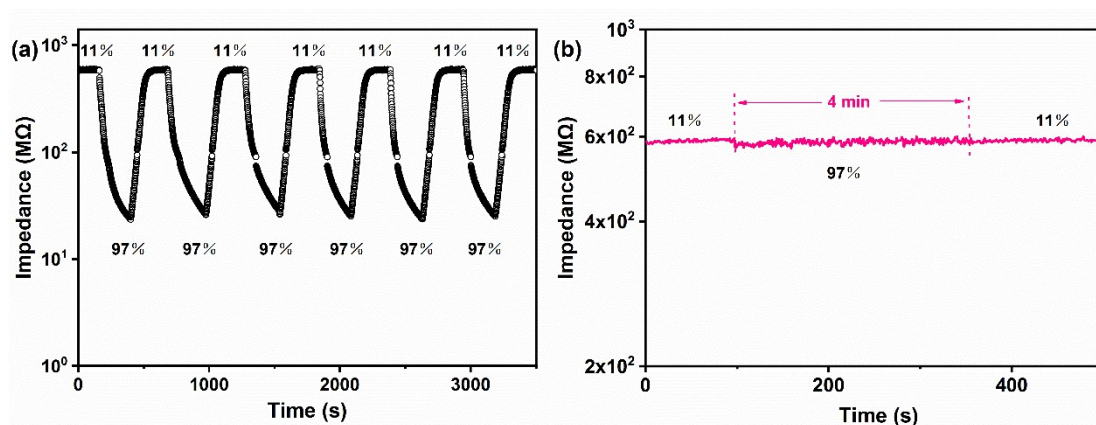 (a)
11% 11% 11% 11% 11% 11% 11%
97% 97% 97% 97% 97% 97%
10³
10²
10¹
10⁰
Impedance (MΩ)
0 1000 2000 3000
Time (s)
(b)
10³
8x10²
6x10²
4x10²
2x10²
Impedance (MΩ)
4 min
11% 11%
97%
0 200 400
Time (s)